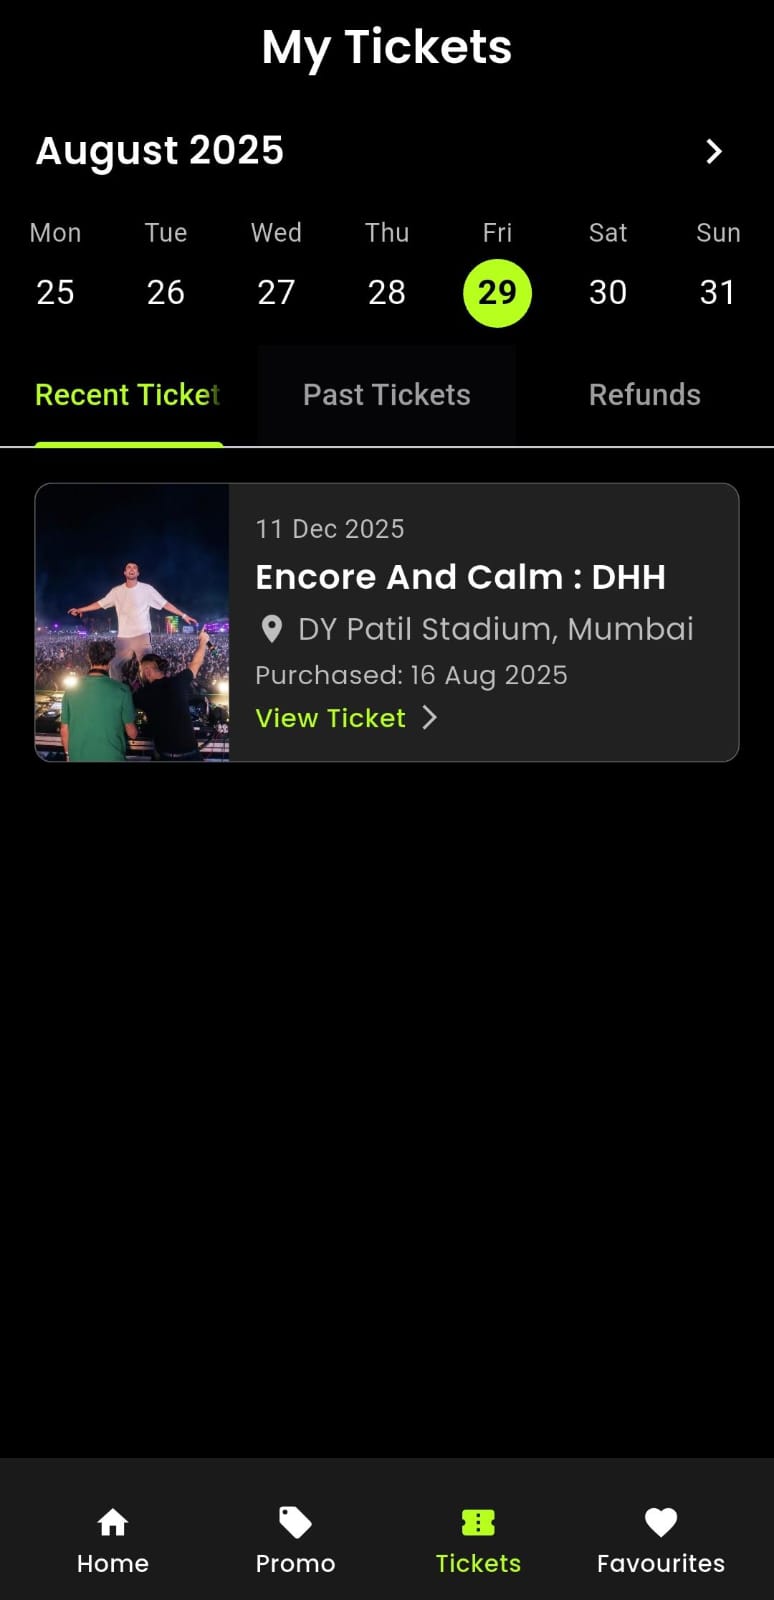 My Tickets
August 2025
Mon Tue Wed Thu Fri Sat Sun
25 26 27 28 29 30 31
Recent Ticket Past Tickets Refunds
11 Dec 2025
Encore And Calm : DHH
DY Patil Stadium, Mumbai
Purchased: 16 Aug 2025
View Ticket
Home Promo Tickets Favourites